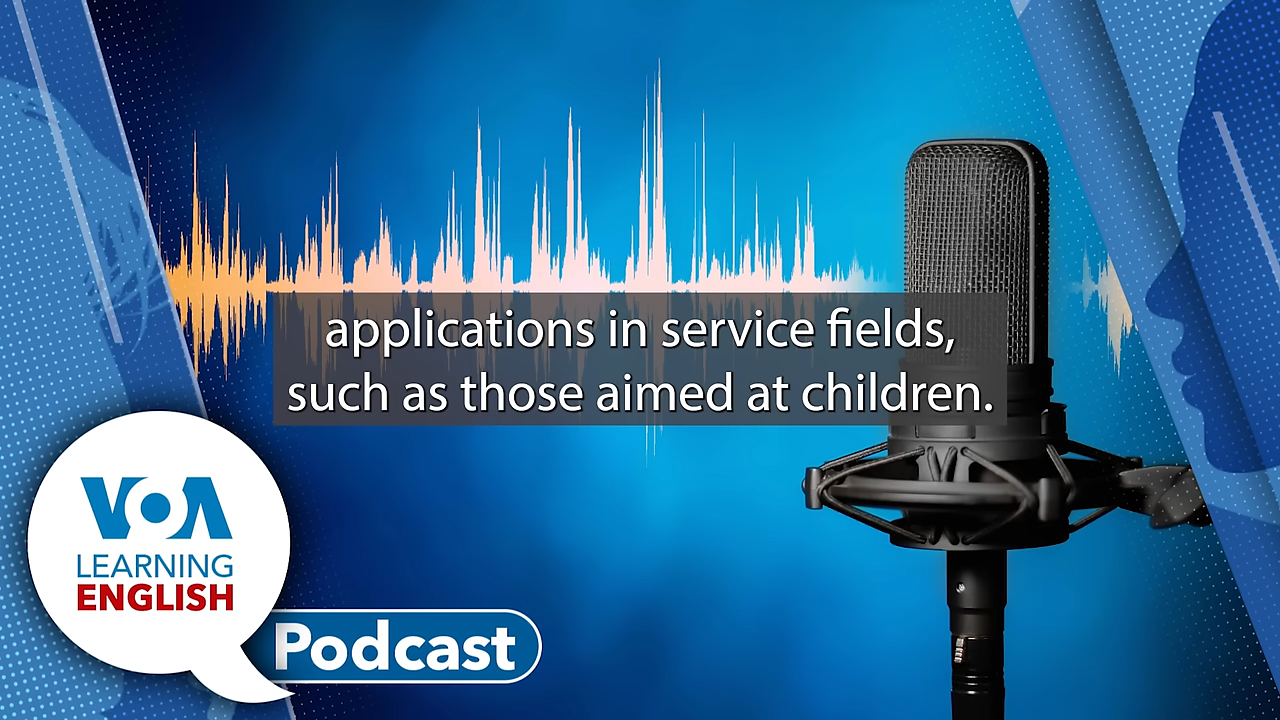 applications in service fields,
such as those aimed at children.
VOA
LEARNING
ENGLISH
Podcast